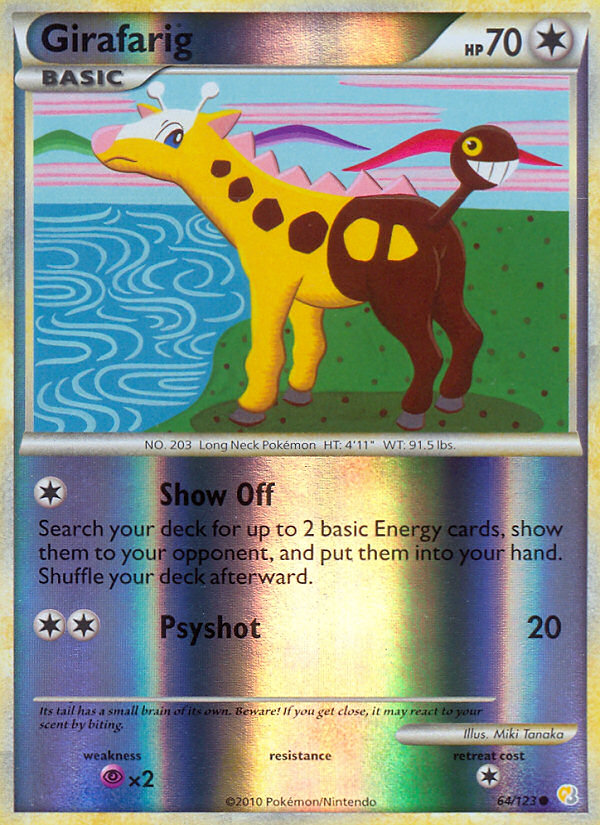 Girafarig
HP 70
BASIC
NO. 203 Long Neck Pokémon HT: 4'11" WT: 91.5 lbs.
Show Off
Search your deck for up to 2 basic Energy cards, show
them to your opponent, and put them into your hand.
Shuffle your deck afterward.
Psyshot 20
Its tail has a small brain of its own. Beware! If you get close, it may react to your
scent by biting.
Illus. Miki Tanaka
weakness resistance retreat cost
×2
©2010 Pokémon/Nintendo 64/123